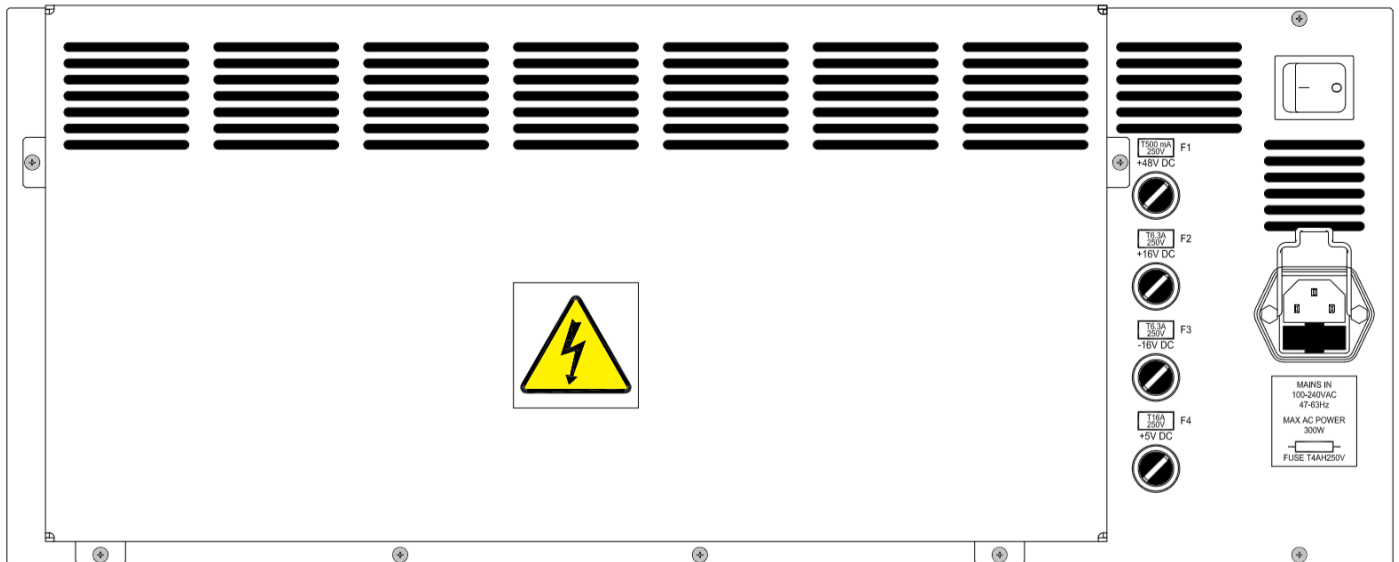 T500 mA
250V
F1
+48V DC
T6.3A
250V
F2
+16V DC
T6.3A
250V
F3
-16V DC
T16A
250V
F4
+5V DC
MAINS IN
100-240VAC
47-63Hz
MAX AC POWER
300W
FUSE T4AH250V